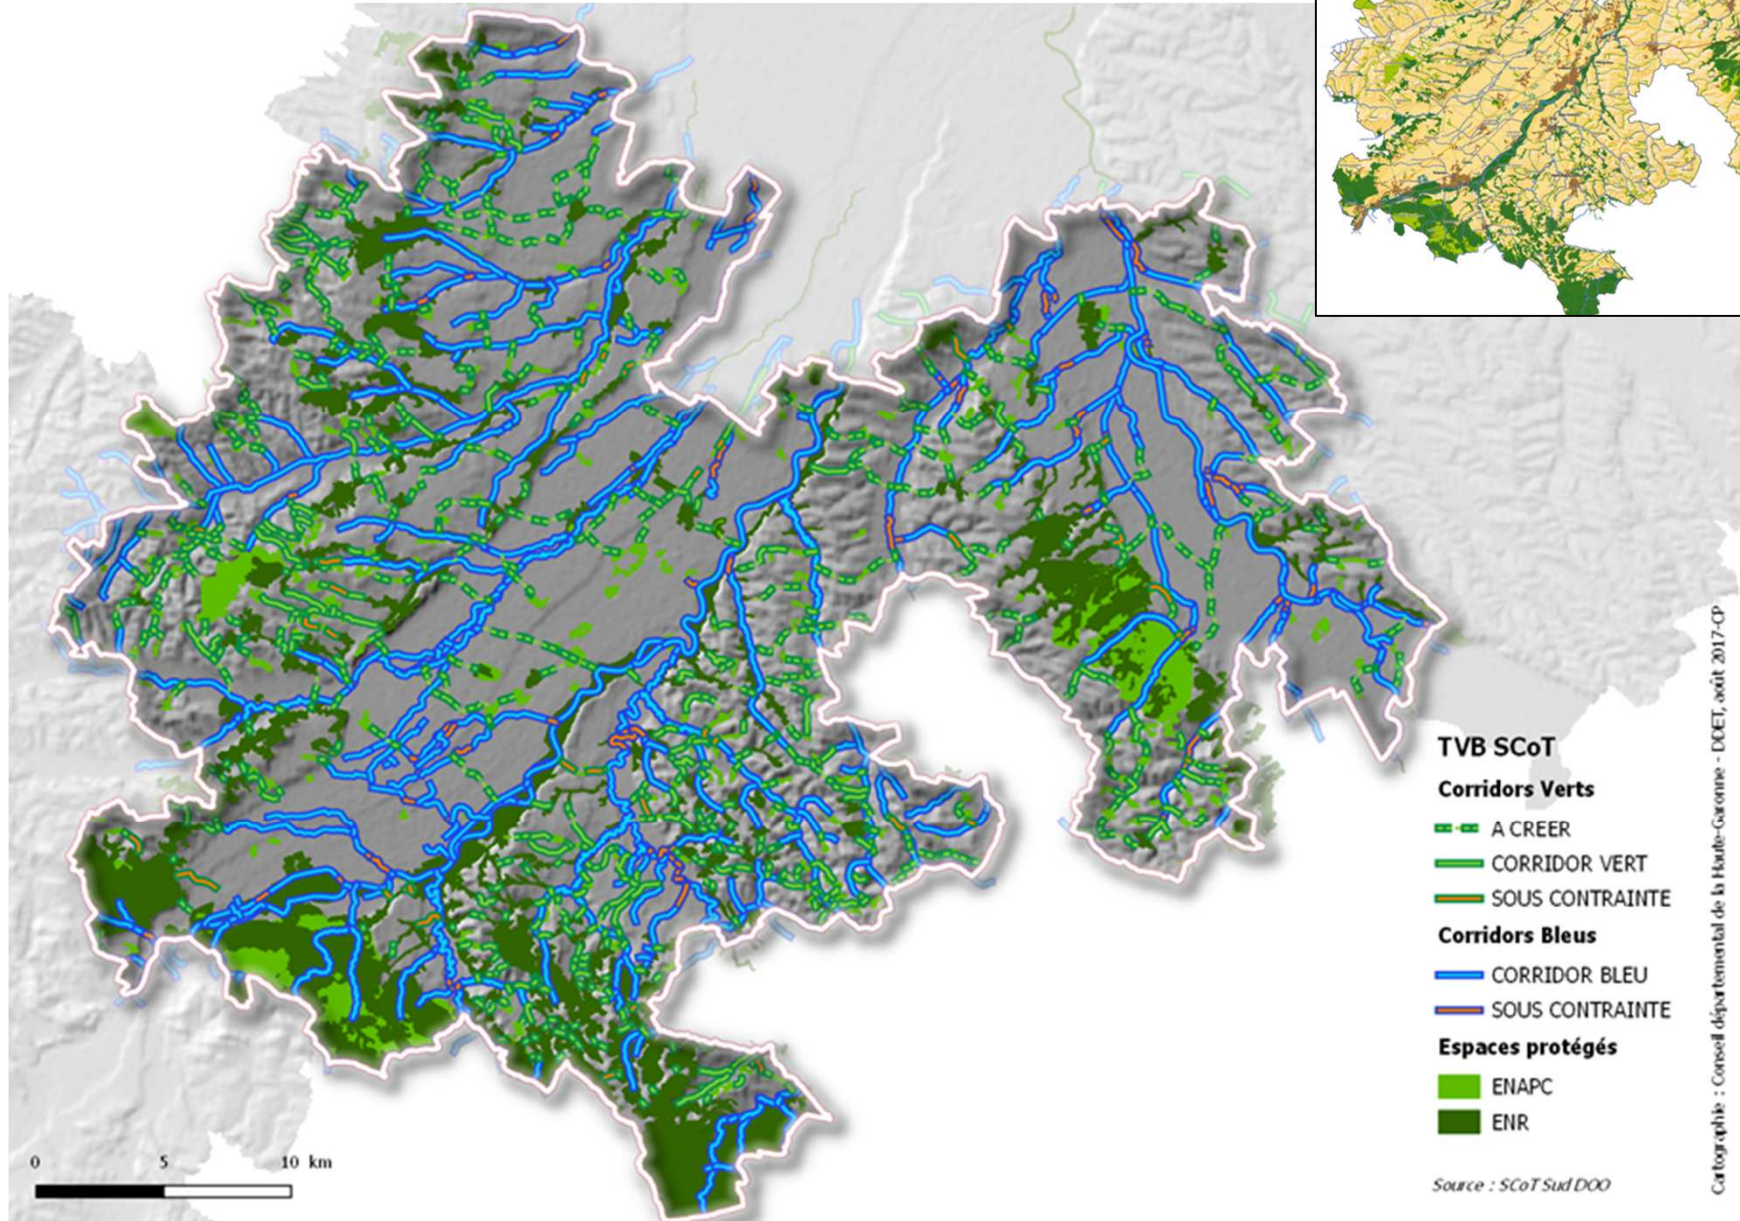 TVB SCoT
Corridors Verts
A CREER
CORRIDOR VERT
SOUS CONTRAINTE
Corridors Bleus
CORRIDOR BLEU
SOUS CONTRAINTE
Espaces protégés
ENAPC
ENR
Source : SCoT Sud DOO
Cartographie : Conseil départemental de la Haute-Garonne - DDET, août 2017-CP
0 5 10 km